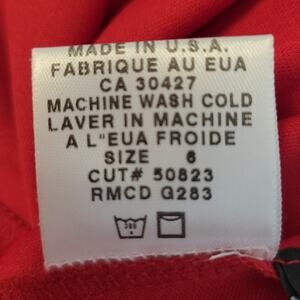 MADE IN U.S.A.
FABRIQUE AU EUA
CA 30427
MACHINE WASH COLD
LAVER IN MACHINE
A L"EUA FROIDE
SIZE 6
CUT# 50823
RMCD G283